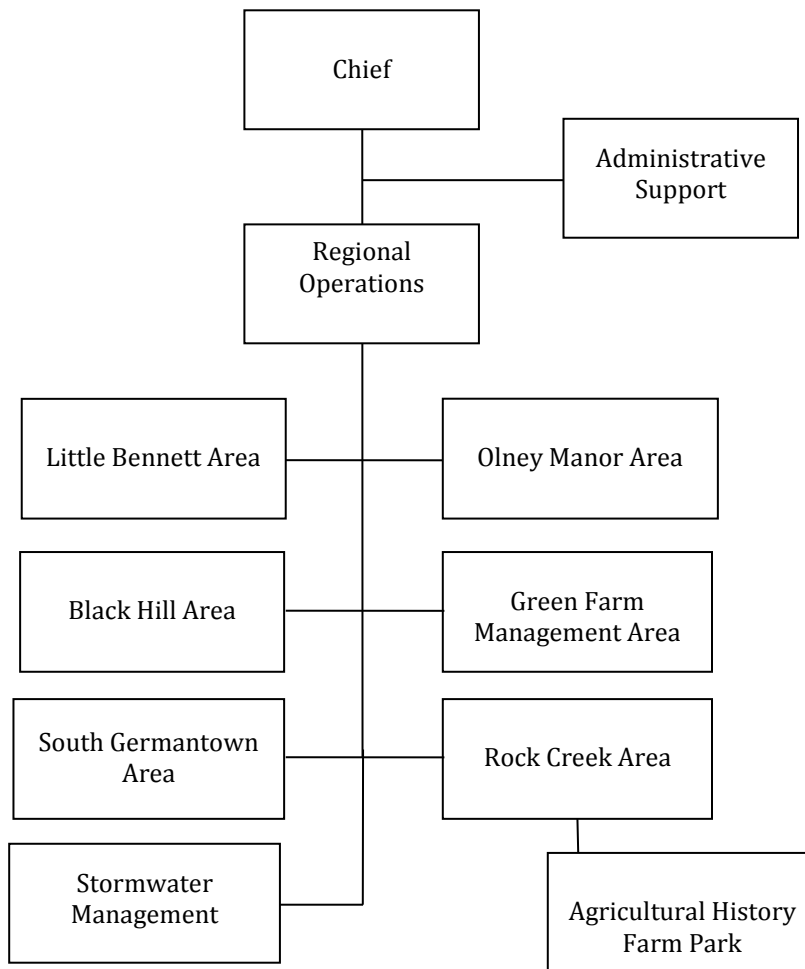 Chief
Administrative
Support
Regional
Operations
Little Bennett Area
Olney Manor Area
Black Hill Area
Green Farm
Management Area
South Germantown
Area
Rock Creek Area
Stormwater
Management
Agricultural History
Farm Park